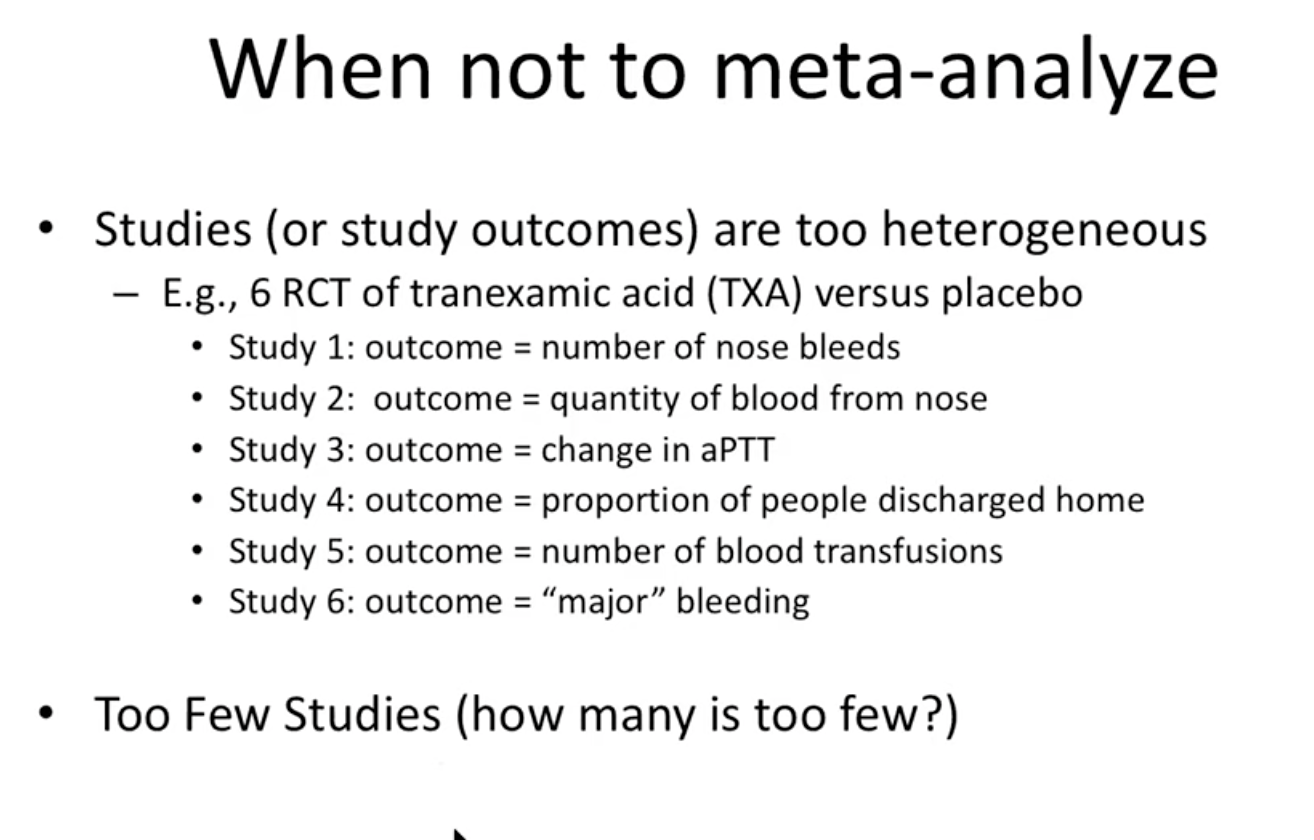 When not to meta-analyze
• Studies (or study outcomes) are too heterogeneous
– E.g., 6 RCT of tranexamic acid (TXA) versus placebo
• Study 1: outcome = number of nose bleeds
• Study 2:  outcome = quantity of blood from nose
• Study 3: outcome = change in aPTT
• Study 4: outcome = proportion of people discharged home
• Study 5: outcome = number of blood transfusions
• Study 6: outcome = “major” bleeding
• Too Few Studies (how many is too few?)